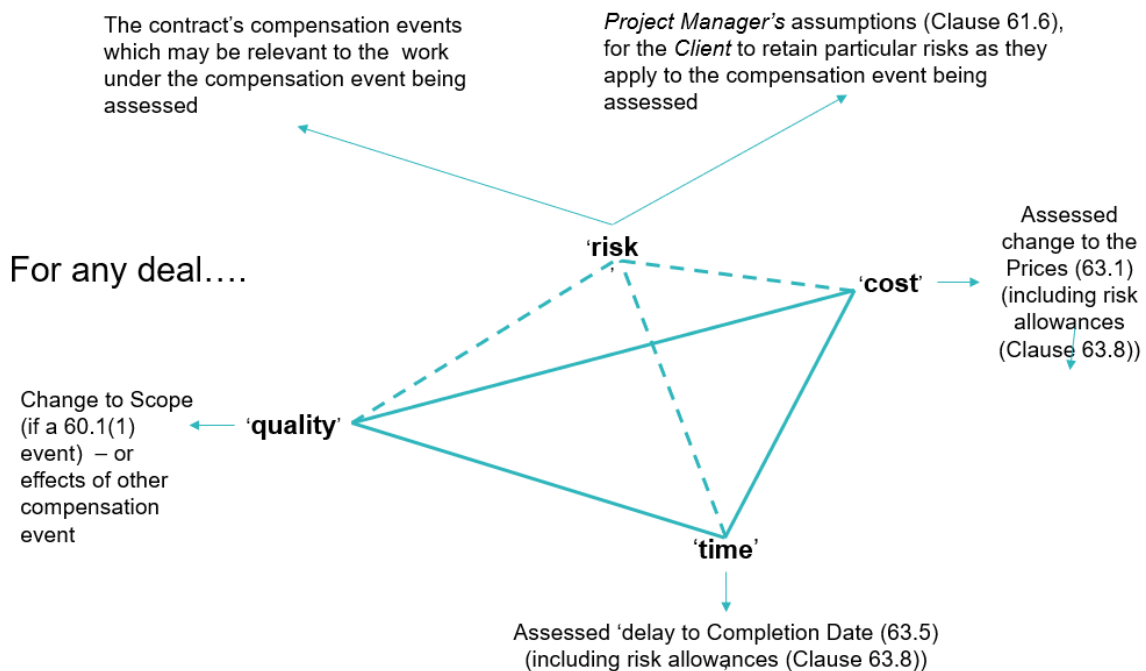 The contract's compensation events
which may be relevant to the  work
under the compensation event being
assessed
Project Manager's assumptions (Clause 61.6),
for the Client to retain particular risks as they
apply to the compensation event being
assessed
For any deal....
'risk
'
'cost'
Assessed
change to the
Prices (63.1)
(including risk
allowances
(Clause 63.8))
Change to Scope
(if a 60.1(1)
event)  – or
effects of other
compensation
event
'quality'
'time'
Assessed 'delay to Completion Date (63.5)
(including risk allowances (Clause 63.8))